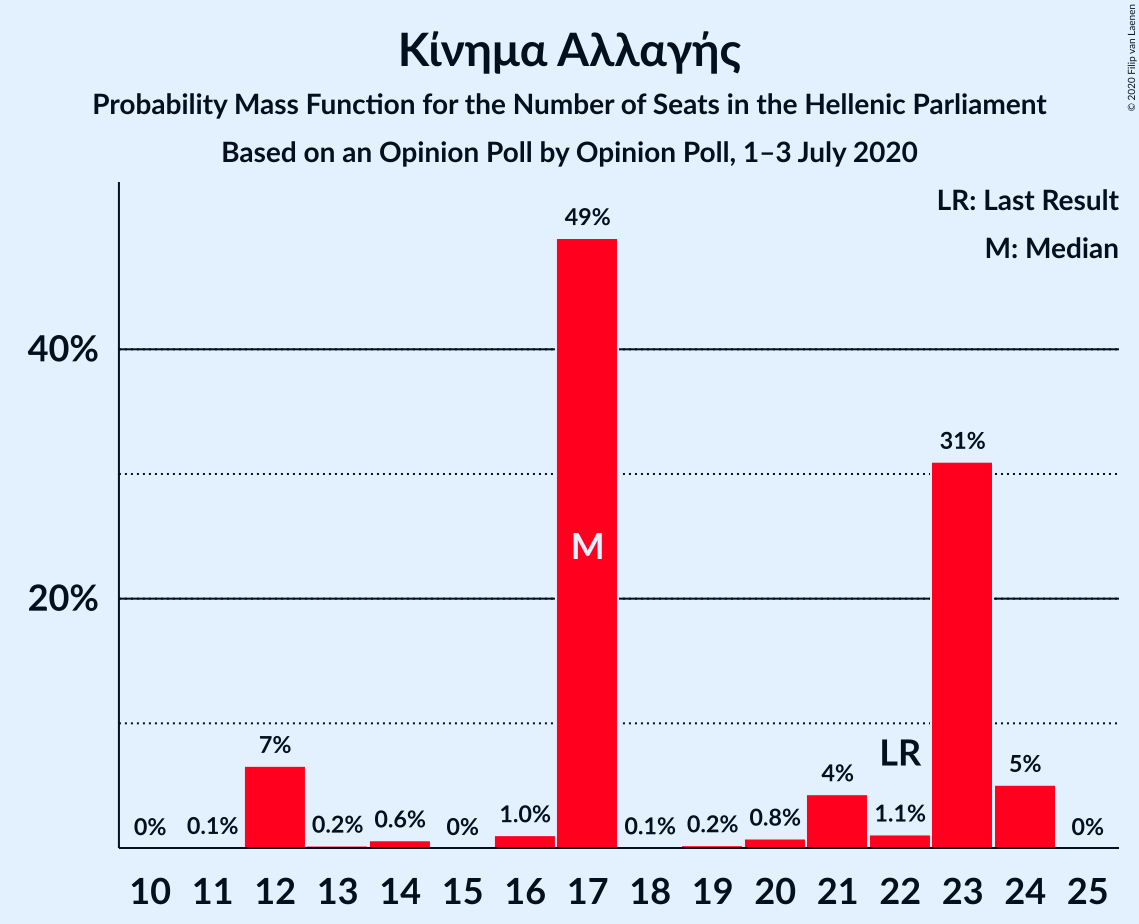 Κίνημα Αλλαγής
Probability Mass Function for the Number of Seats in the Hellenic Parliament
Based on an Opinion Poll by Opinion Poll, 1–3 July 2020
© 2020 Filip van Laenen
LR: Last Result
M: Median
49%
40%
31%
M
20%
LR
7%
4%
5%
0%
0.1%
0.2%
0.6%
0%
1.0%
0.1%
0.2%
0.8%
1.1%
0%
10 11 12 13 14 15 16 17 18 19 20 21 22 23 24 25